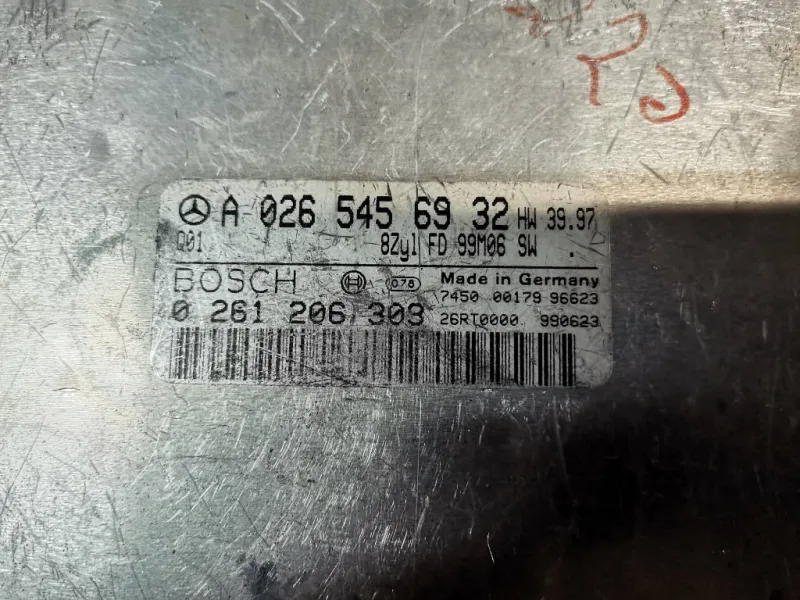 A 026 545 69 32 HW 39.97
Q01 8Zyl FD 99M06 SW .
BOSCH 078 Made in Germany
7450 00179 96623
0 261 206 303 26RT0000 990623